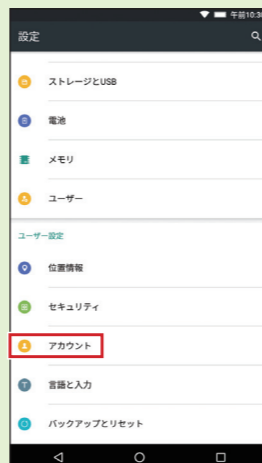 午前10:30
設定
ストレージとUSB
電池
メモリ
ユーザー
ユーザー設定
位置情報
セキュリティ
アカウント
言語と入力
バックアップとリセット